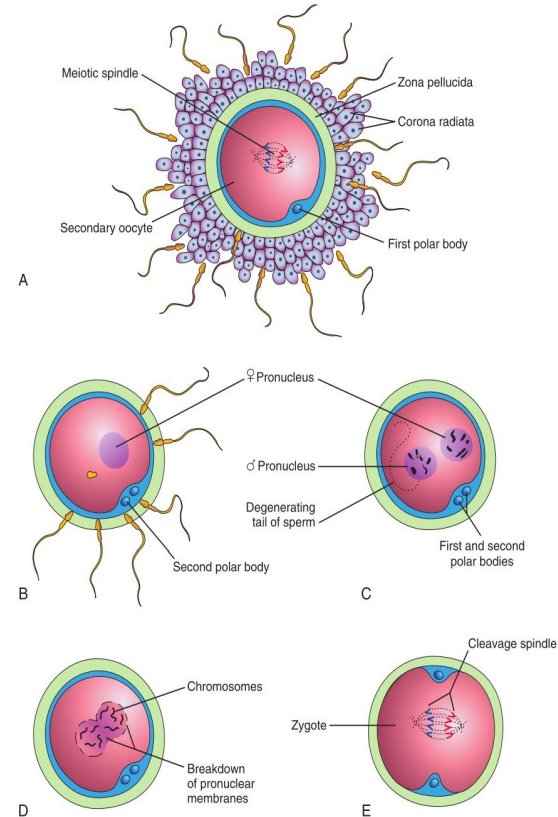 Meiotic spindle
Zona pellucida
Corona radiata
Secondary oocyte
First polar body
A
♀ Pronucleus
♂ Pronucleus
Degenerating
tail of sperm
Second polar body
First and second
polar bodies
B
C
Cleavage spindle
Chromosomes
Zygote
Breakdown
of pronuclear
membranes
D
E